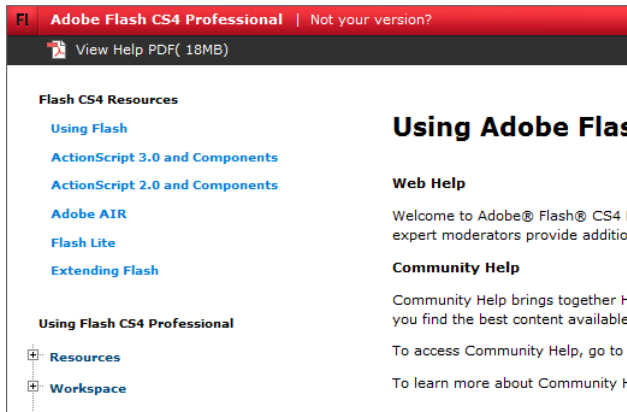 Fl Adobe Flash CS4 Professional | Not your version?
View Help PDF( 18MB)
Flash CS4 Resources
Using Flash
ActionScript 3.0 and Components
ActionScript 2.0 and Components
Adobe AIR
Flash Lite
Extending Flash
Using Flash CS4 Professional
Resources
Workspace
Using Adobe Flas
Web Help
Welcome to Adobe® Flash® CS4
expert moderators provide additio
Community Help
Community Help brings together H
you find the best content available
To access Community Help, go to
To learn more about Community H